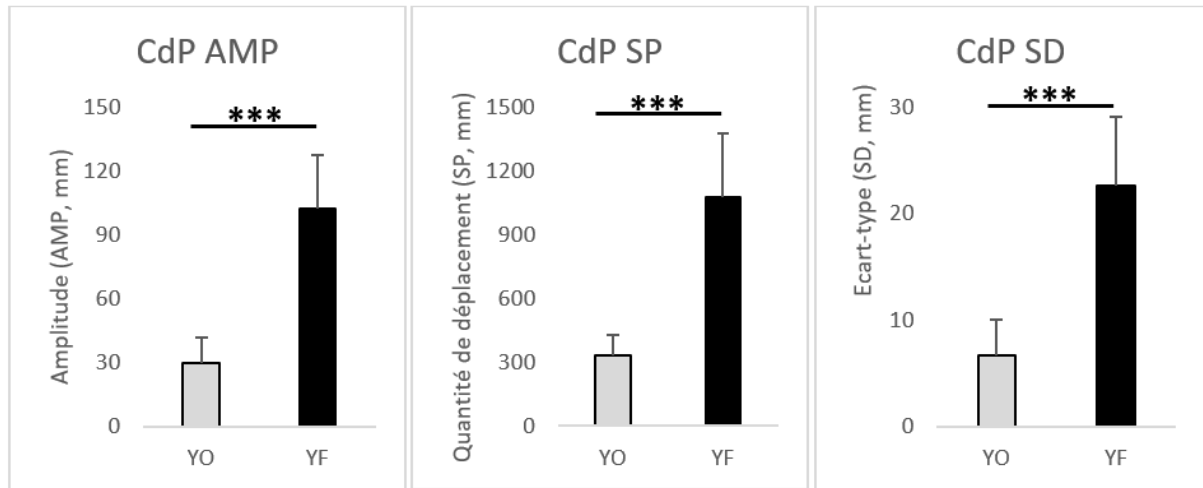 CdP AMP
***
Amplitude (AMP, mm)
150
120
90
60
30
0
YO
YF
CdP SP
***
Quantité de déplacement (SP, mm)
1500
1200
900
600
300
0
YO
YF
CdP SD
***
Ecart-type (SD, mm)
30
20
10
0
YO
YF